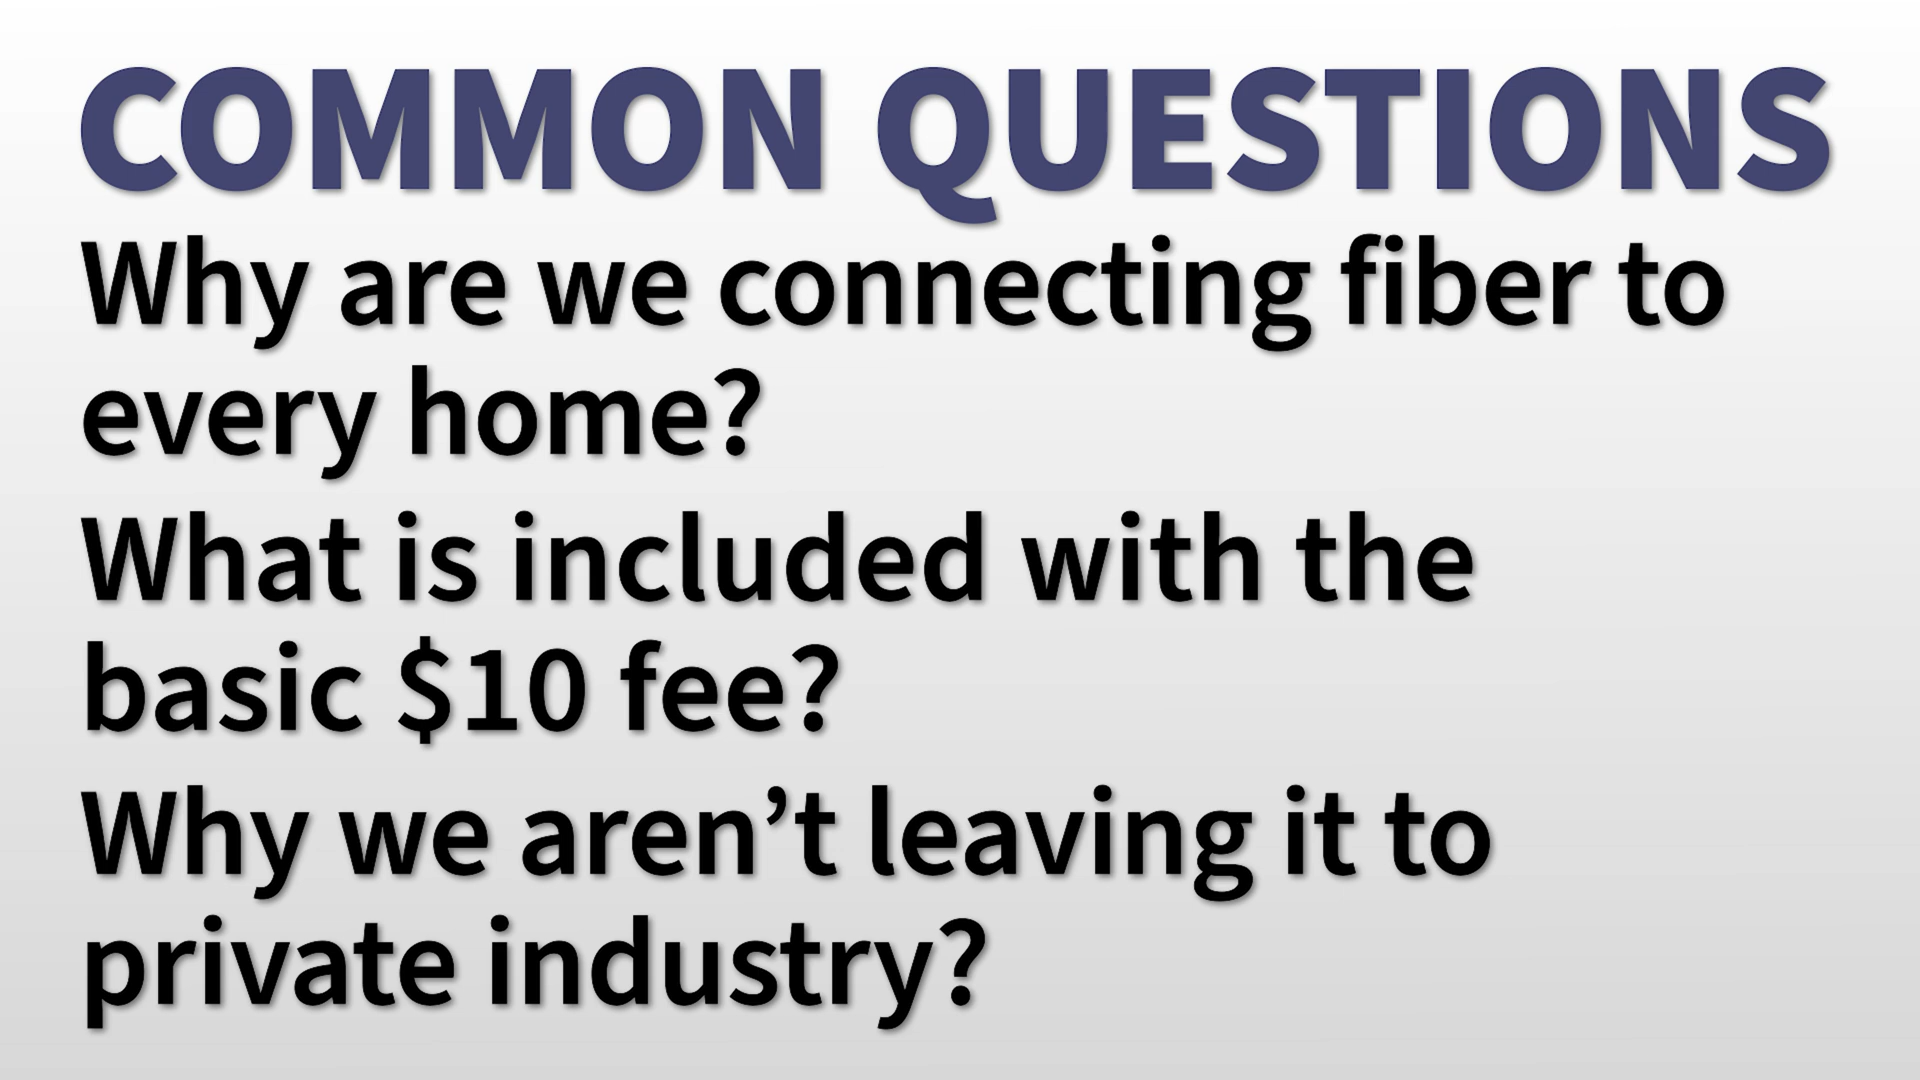 COMMON QUESTIONS
Why are we connecting fiber to
every home?
What is included with the
basic $10 fee?
Why we aren’t leaving it to
private industry?